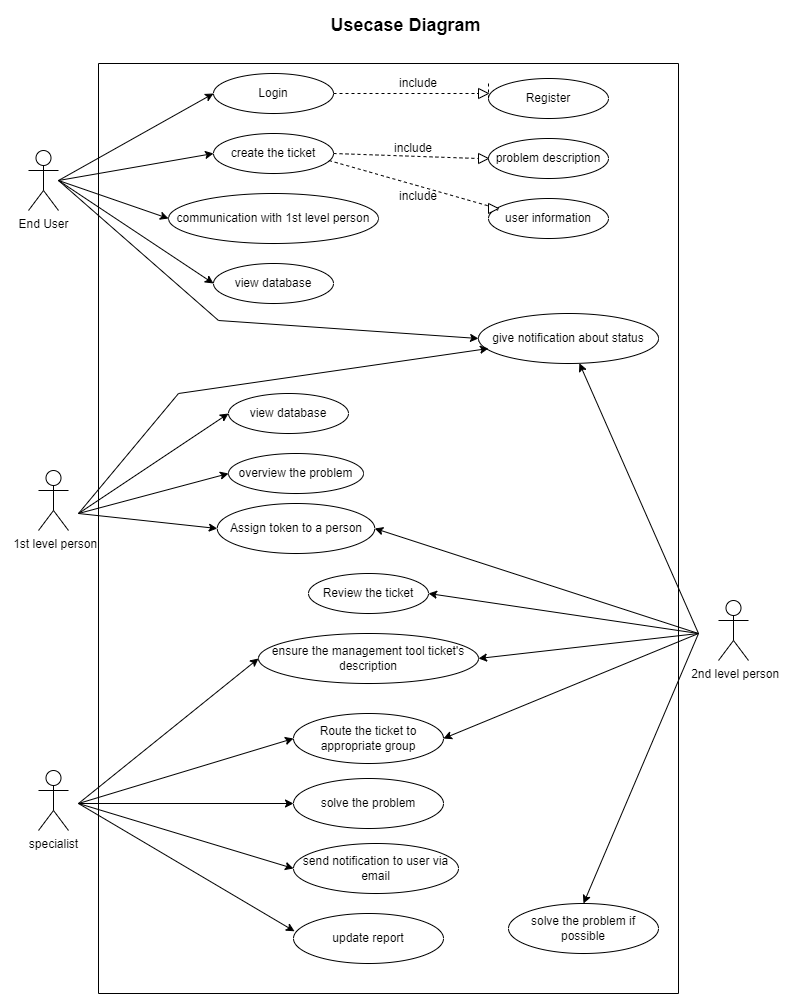 Usecase Diagram
include
Login
Register
include
create the ticket
problem description
include
End User
communication with 1st level person
user information
view database
give notification about status
view database
overview the problem
Assign token to a person
1st level person
Review the ticket
ensure the management tool ticket's
description
2nd level person
Route the ticket to
appropriate group
solve the problem
specialist
send notification to user via
email
solve the problem if
possible
update report